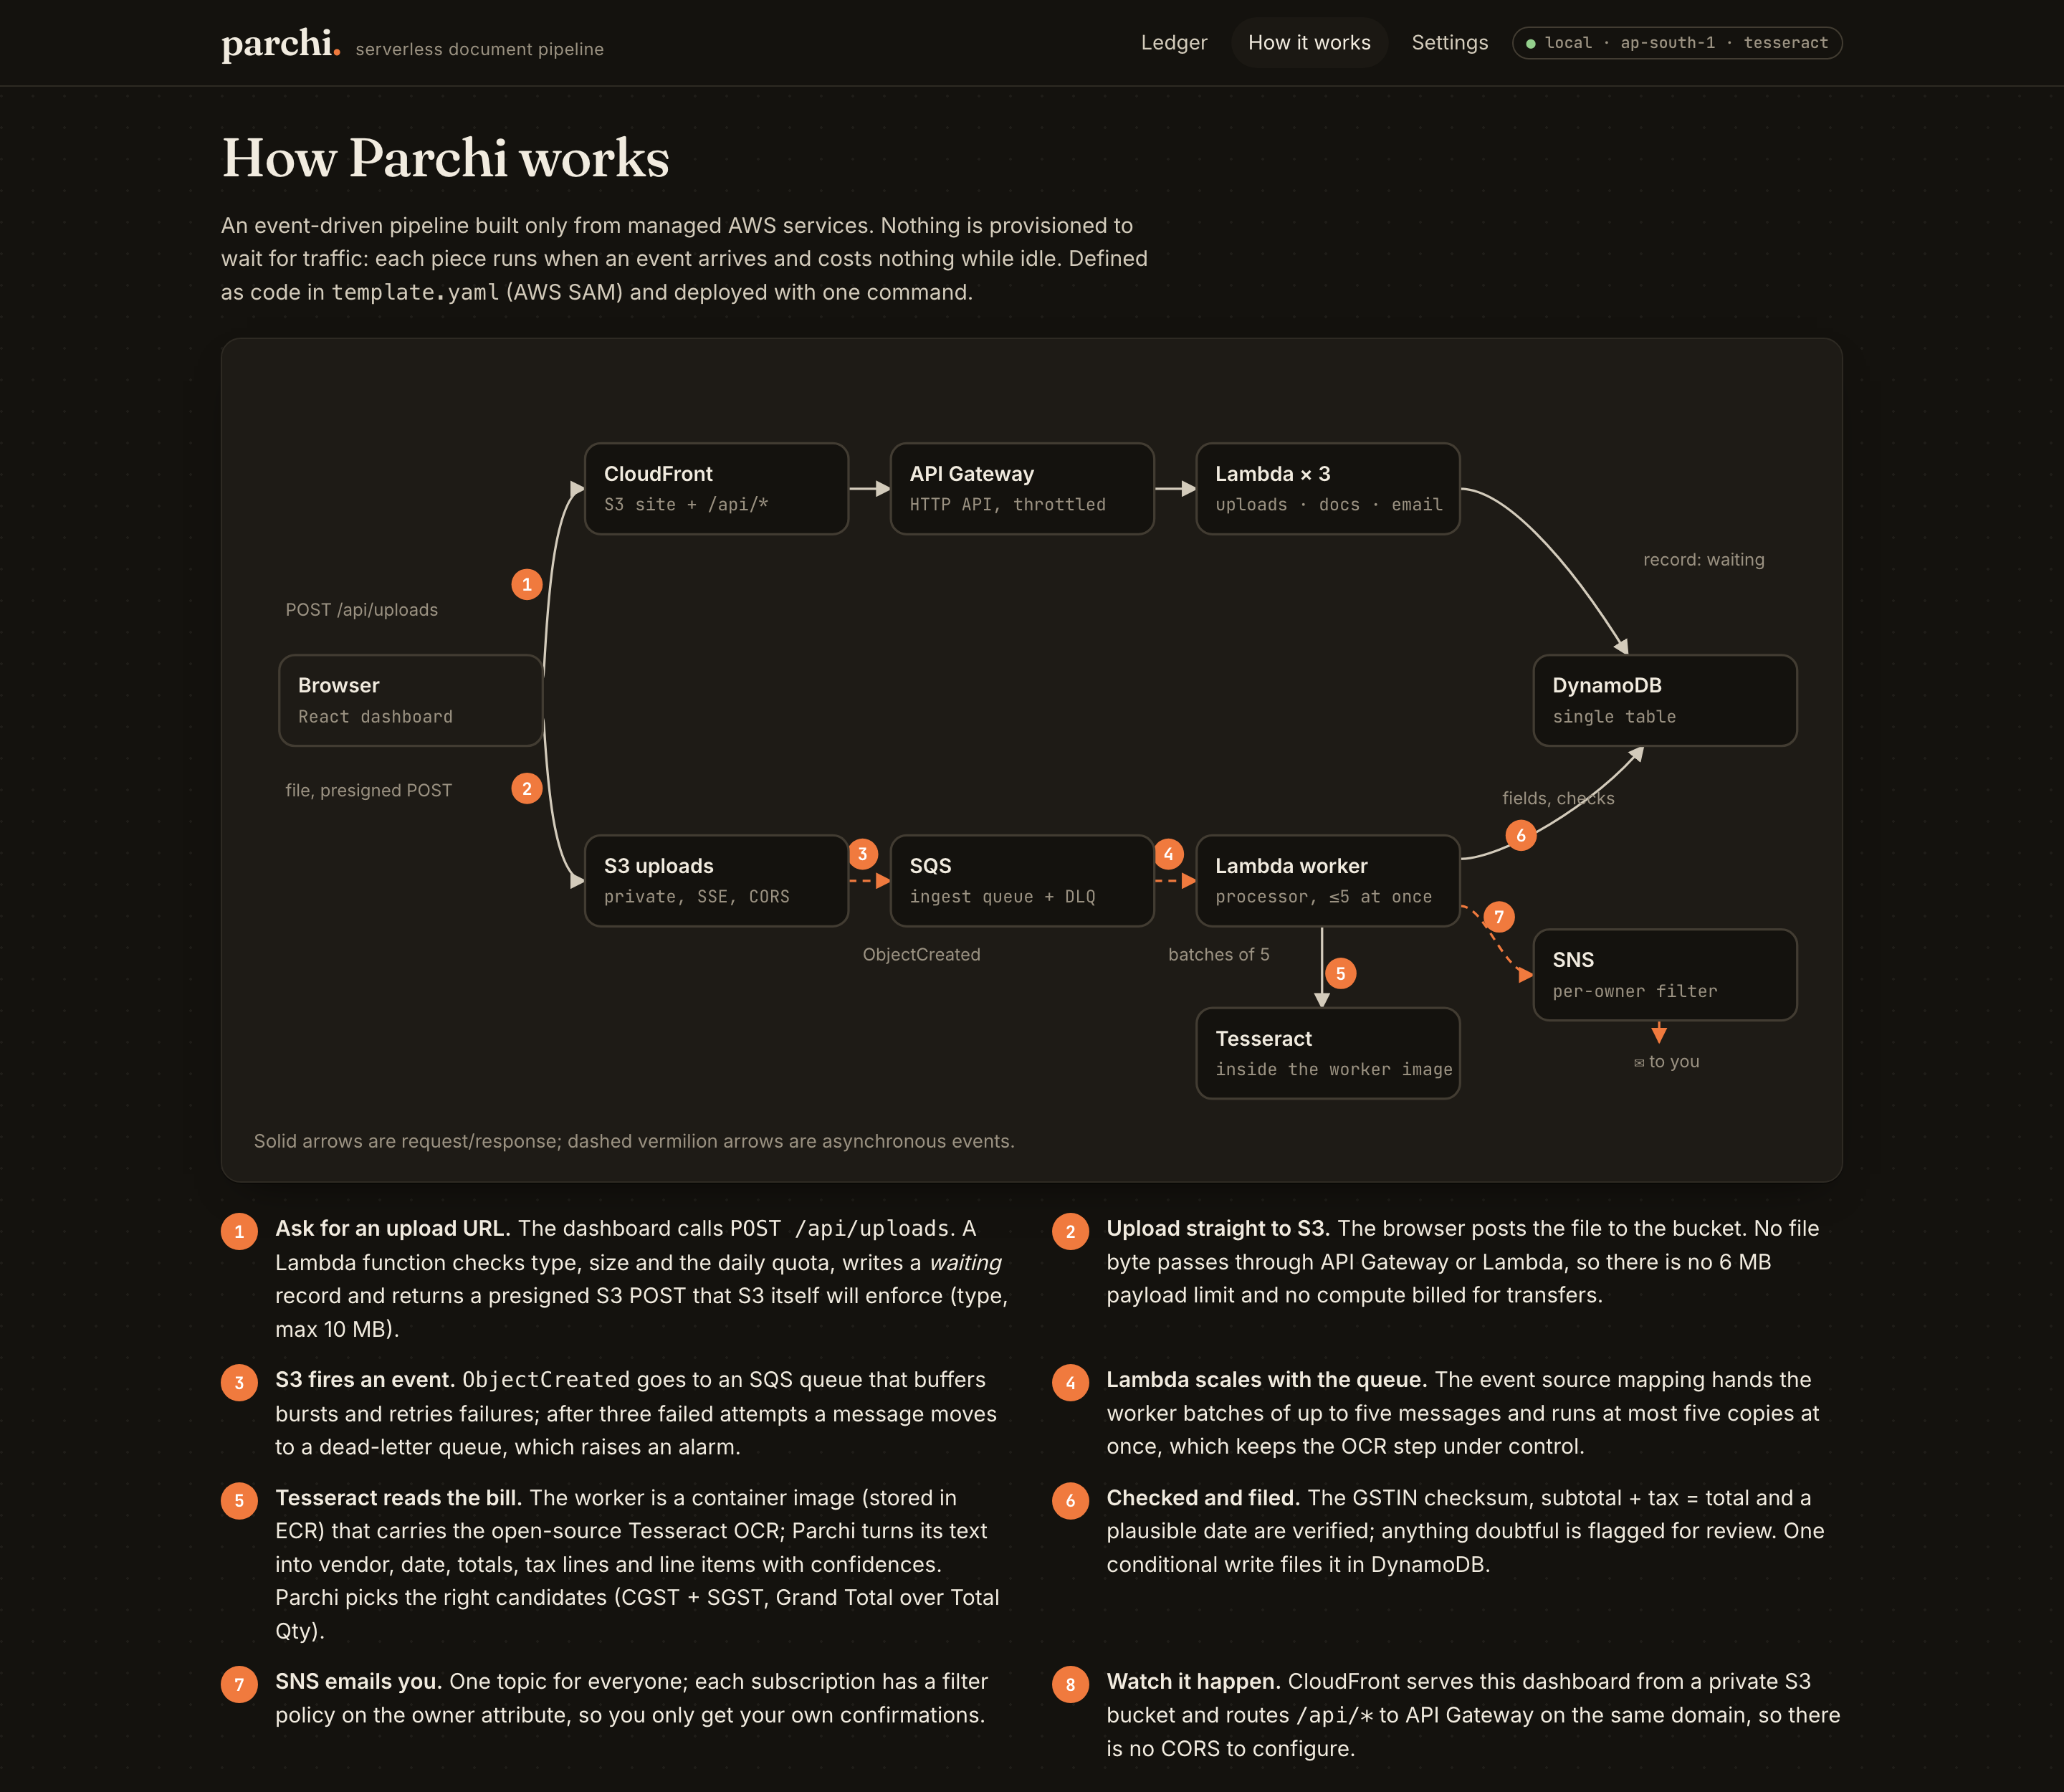 parchi. serverless document pipeline
Ledger How it works Settings local · ap-south-1 · tesseract
How Parchi works
An event-driven pipeline built only from managed AWS services. Nothing is provisioned to
wait for traffic: each piece runs when an event arrives and costs nothing while idle. Defined
as code in template.yaml (AWS SAM) and deployed with one command.
CloudFront
S3 site + /api/*
API Gateway
HTTP API, throttled
Lambda × 3
uploads · docs · email
record: waiting
1
POST /api/uploads
Browser
React dashboard
DynamoDB
single table
file, presigned POST
2
fields, checks
6
S3 uploads
private, SSE, CORS
3
SQS
ingest queue + DLQ
4
Lambda worker
processor, ≤5 at once
7
ObjectCreated
batches of 5
5
SNS
per-owner filter
Tesseract
inside the worker image
✉ to you
Solid arrows are request/response; dashed vermilion arrows are asynchronous events.
1 Ask for an upload URL. The dashboard calls POST /api/uploads. A
Lambda function checks type, size and the daily quota, writes a waiting
record and returns a presigned S3 POST that S3 itself will enforce (type,
max 10 MB).
2 Upload straight to S3. The browser posts the file to the bucket. No file
byte passes through API Gateway or Lambda, so there is no 6 MB
payload limit and no compute billed for transfers.
3 S3 fires an event. ObjectCreated goes to an SQS queue that buffers
bursts and retries failures; after three failed attempts a message moves
to a dead-letter queue, which raises an alarm.
4 Lambda scales with the queue. The event source mapping hands the
worker batches of up to five messages and runs at most five copies at
once, which keeps the OCR step under control.
5 Tesseract reads the bill. The worker is a container image (stored in
ECR) that carries the open-source Tesseract OCR; Parchi turns its text
into vendor, date, totals, tax lines and line items with confidences.
Parchi picks the right candidates (CGST + SGST, Grand Total over Total
Qty).
6 Checked and filed. The GSTIN checksum, subtotal + tax = total and a
plausible date are verified; anything doubtful is flagged for review. One
conditional write files it in DynamoDB.
7 SNS emails you. One topic for everyone; each subscription has a filter
policy on the owner attribute, so you only get your own confirmations.
8 Watch it happen. CloudFront serves this dashboard from a private S3
bucket and routes /api/* to API Gateway on the same domain, so there
is no CORS to configure.